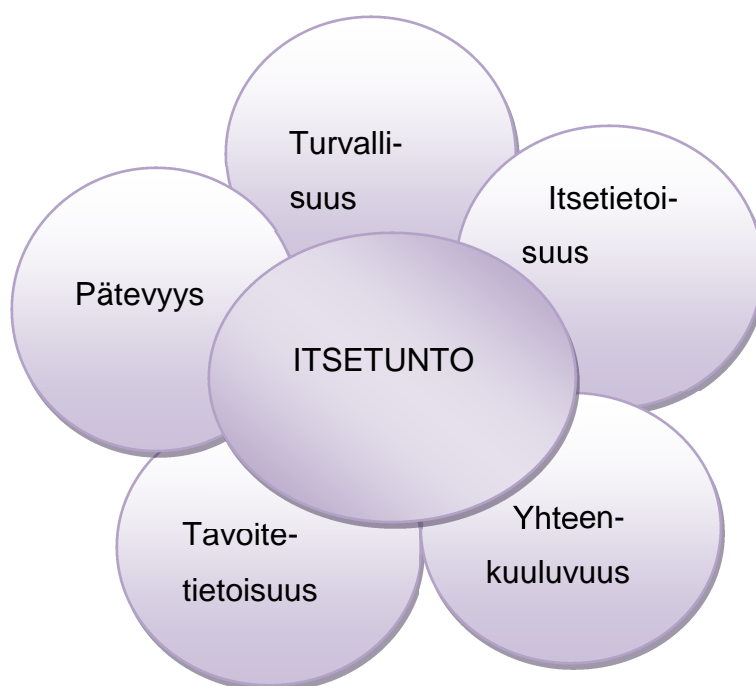 Turvalli-
suus
Itsetietoi-
suus
Pätevyys
ITSETUNTO
Tavoite-
tietoisuus
Yhteen-
kuuluvuus